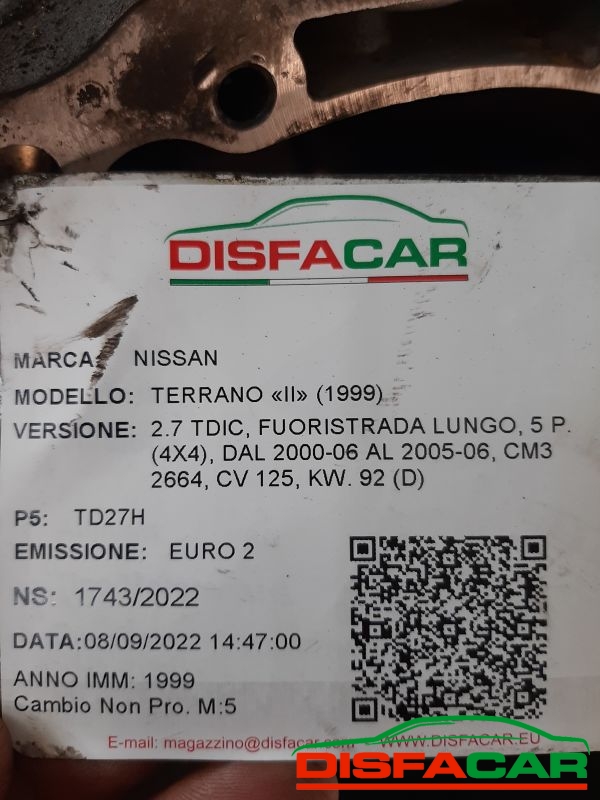 DISFACAR
MARCA: NISSAN
MODELLO: TERRANO «II» (1999)
VERSIONE: 2.7 TDIC, FUORISTRADA LUNGO, 5 P.
(4X4), DAL 2000-06 AL 2005-06, CM3
2664, CV 125, KW. 92 (D)
P5: TD27H
EMISSIONE: EURO 2
NS: 1743/2022
DATA:08/09/2022 14:47:00
ANNO IMM: 1999
Cambio Non Pro. M:5
E-mail: magazzino@disfacar.com - WWW.DISFACAR.EU
DISFACAR